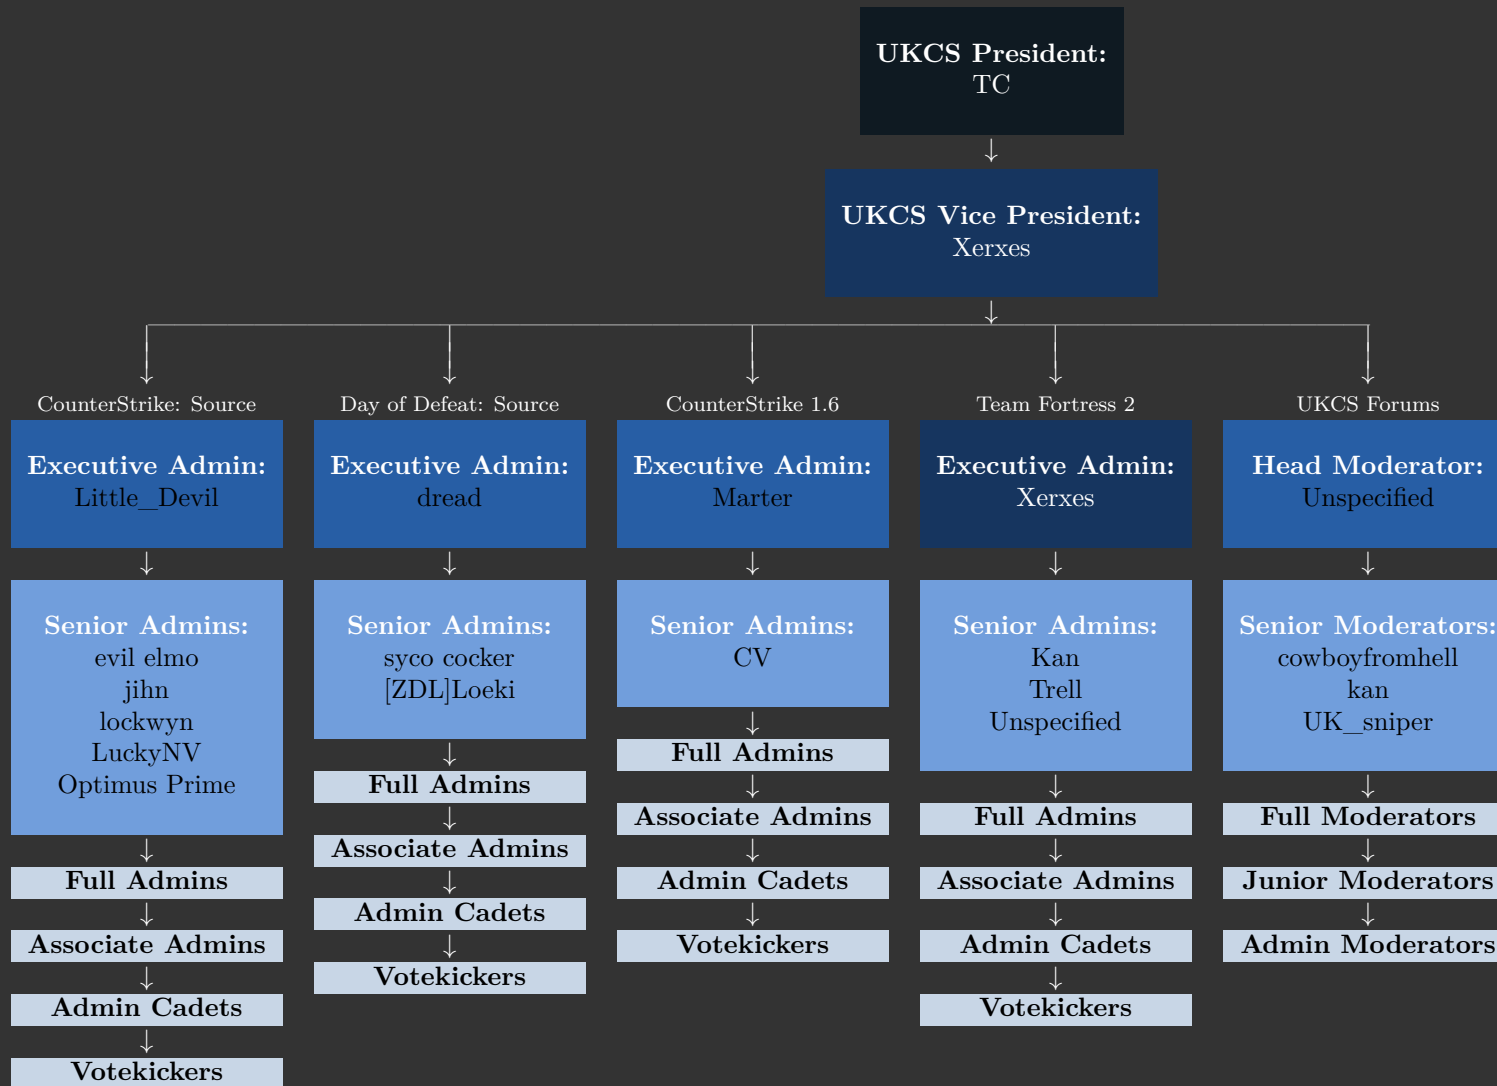 UKCS President:
TC
UKCS Vice President:
Xerxes
CounterStrike: Source
Executive Admin:
Little_Devil
Senior Admins:
evil elmo
jihn
lockwyn
LuckyNV
Optimus Prime
Full Admins
Associate Admins
Admin Cadets
Votekickers
Day of Defeat: Source
Executive Admin:
dread
Senior Admins:
syco cocker
[ZDL]Loeki
Full Admins
Associate Admins
Admin Cadets
Votekickers
CounterStrike 1.6
Executive Admin:
Marter
Senior Admins:
CV
Full Admins
Associate Admins
Admin Cadets
Votekickers
Team Fortress 2
Executive Admin:
Xerxes
Senior Admins:
Kan
Trell
Unspecified
Full Admins
Associate Admins
Admin Cadets
Votekickers
UKCS Forums
Head Moderator:
Unspecified
Senior Moderators:
cowboyfromhell
kan
UK_sniper
Full Moderators
Junior Moderators
Admin Moderators